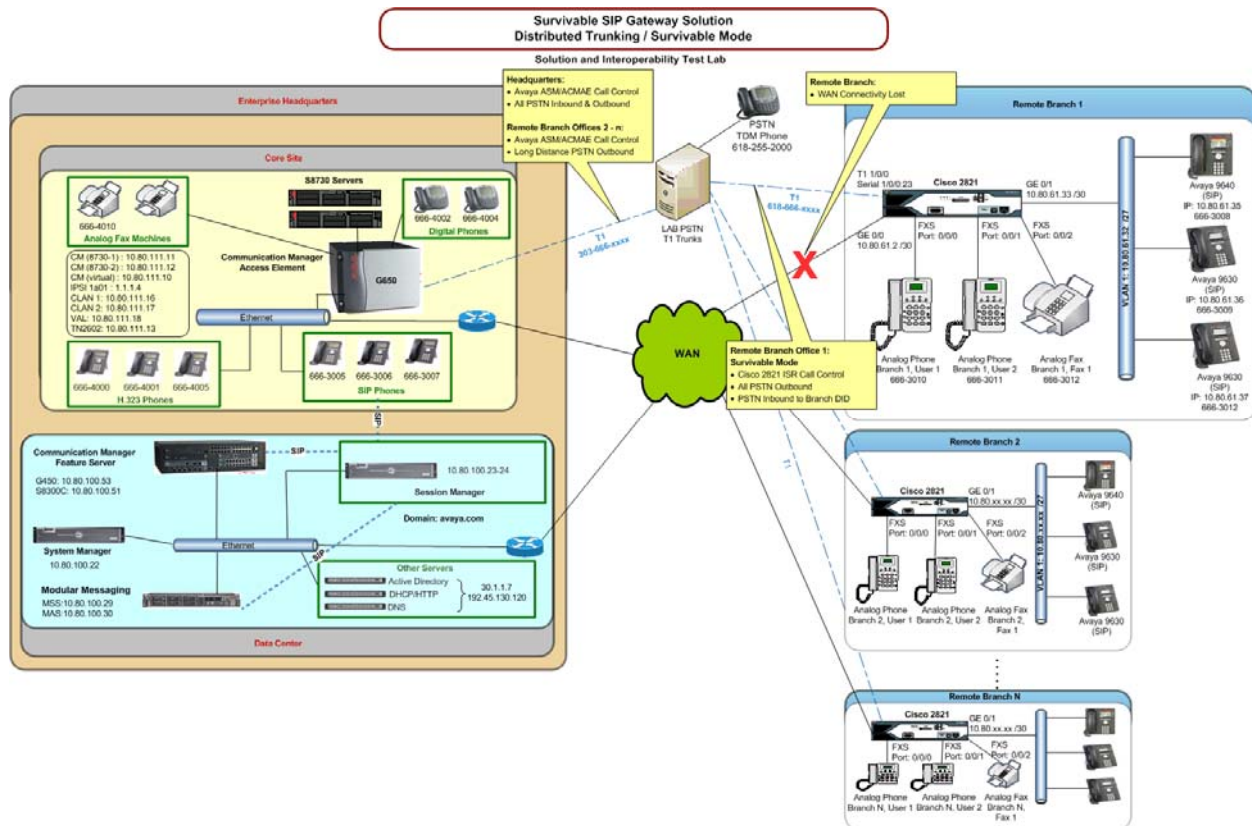 Survivable SIP Gateway Solution
Distributed Trunking / Survivable Mode
Solution and Interoperability Test Lab
Enterprise Headquarters
Core Site
666-4010
Analog Fax Machines
S8730 Servers
666-4002
666-4004
Digital Phones
CM (8730-1) : 10.80.111.11
CM (8730-2) : 10.80.111.12
CM (virtual) : 10.80.111.10
IPSI 1a01 : 1.1.1.4
CLAN 1: 10.80.111.16
CLAN 2: 10.80.111.17
VAL: 10.80.111.18
TN2602: 10.80.111.13
Communication Manager
Access Element
G650
Ethernet
666-4000
666-4001
666-4005
H.323 Phones
666-3005
666-3006
666-3007
SIP Phones
SIP
Communication Manager
Feature Server
G450: 10.80.100.53
S8300C: 10.80.100.51
SIP
10.80.100.23-24
Session Manager
Domain: avaya.com
System Manager
10.80.100.22
Ethernet
SIP
Modular Messaging
MSS:10.80.100.29
MAS:10.80.100.30
Other Servers
Active Directory
DHCP/HTTP
DNS
30.1.1.7
192.45.130.120
Data Center
Headquarters:
• Avaya ASM/ACMAE Call Control
• All PSTN Inbound & Outbound
Remote Branch Offices 2 - n:
• Avaya ASM/ACMAE Call Control
• Long Distance PSTN Outbound
PSTN
TDM Phone
618-255-2000
LAB PSTN
T1 Trunks
T1
303-666-xxxx
T1
618-666-xxxx
Remote Branch:
• WAN Connectivity Lost
X
WAN
Remote Branch Office 1:
Survivable Mode
• Cisco 2821 ISR Call Control
• All PSTN Outbound
• PSTN Inbound to Branch DID
T1
Remote Branch 1
T1 1/0/0
Serial 1/0/0:23
Cisco 2821
GE 0/1
10.80.61.33 /30
GE 0/0
10.80.61.2 /30
FXS
Port: 0/0/0
FXS
Port: 0/0/1
FXS
Port: 0/0/2
Analog Phone
Branch 1, User 1
666-3010
Analog Phone
Branch 1, User 2
666-3011
Analog Fax
Branch 1, Fax 1
666-3012
VLAN 1: 10.80.61.32 /27
Avaya 9640
(SIP)
IP: 10.80.61.35
666-3008
Avaya 9630
(SIP)
IP: 10.80.61.36
666-3009
Avaya 9630
(SIP)
IP: 10.80.61.37
666-3012
Remote Branch 2
Cisco 2821
GE 0/1
10.80.xx.xx /30
FXS
Port: 0/0/0
FXS
Port: 0/0/1
FXS
Port: 0/0/2
Analog Phone
Branch 2, User 1
Analog Phone
Branch 2, User 2
Analog Fax
Branch 2,
Fax 1
VLAN 1: 10.80.xx.xx /27
Avaya 9640
(SIP)
Avaya 9630
(SIP)
Avaya 9630
(SIP)
Remote Branch N
Cisco 2821
GE 0/1
10.80.xx.xx /30
FXS
Port: 0/0/0
FXS
Port: 0/0/1
FXS
Port: 0/0/2
Analog Phone
Branch N, User 1
Analog Phone
Branch N, User 2
Analog Fax
Branch N,
Fax 1